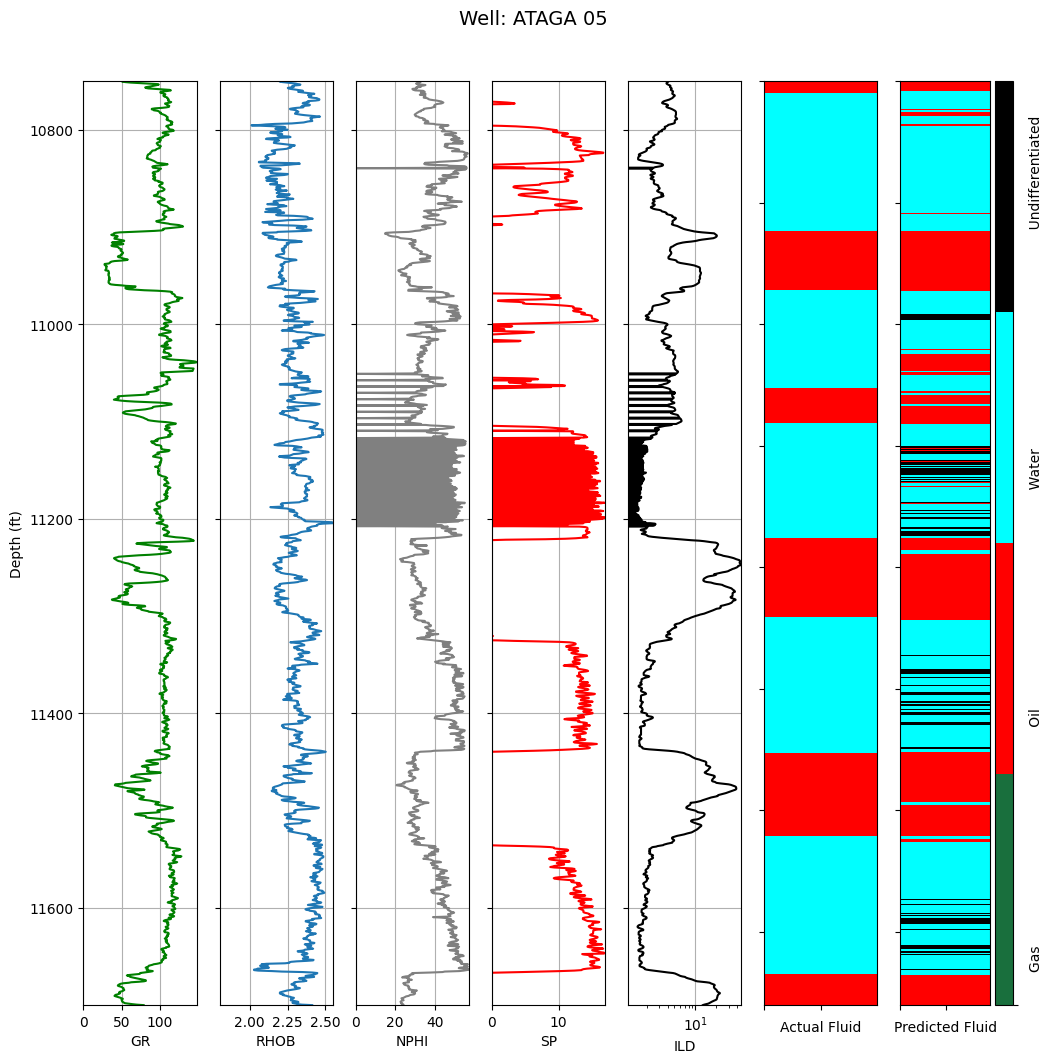 Well: ATAGA 05
Depth (ft)
10800
11000
11200
11400
11600
0 50 100
GR
2.00 2.25 2.50
RHOB
0 20 40
NPHI
0 10
SP
10¹
ILD
Actual Fluid
Predicted Fluid
Undifferentiated
Water
Oil
Gas